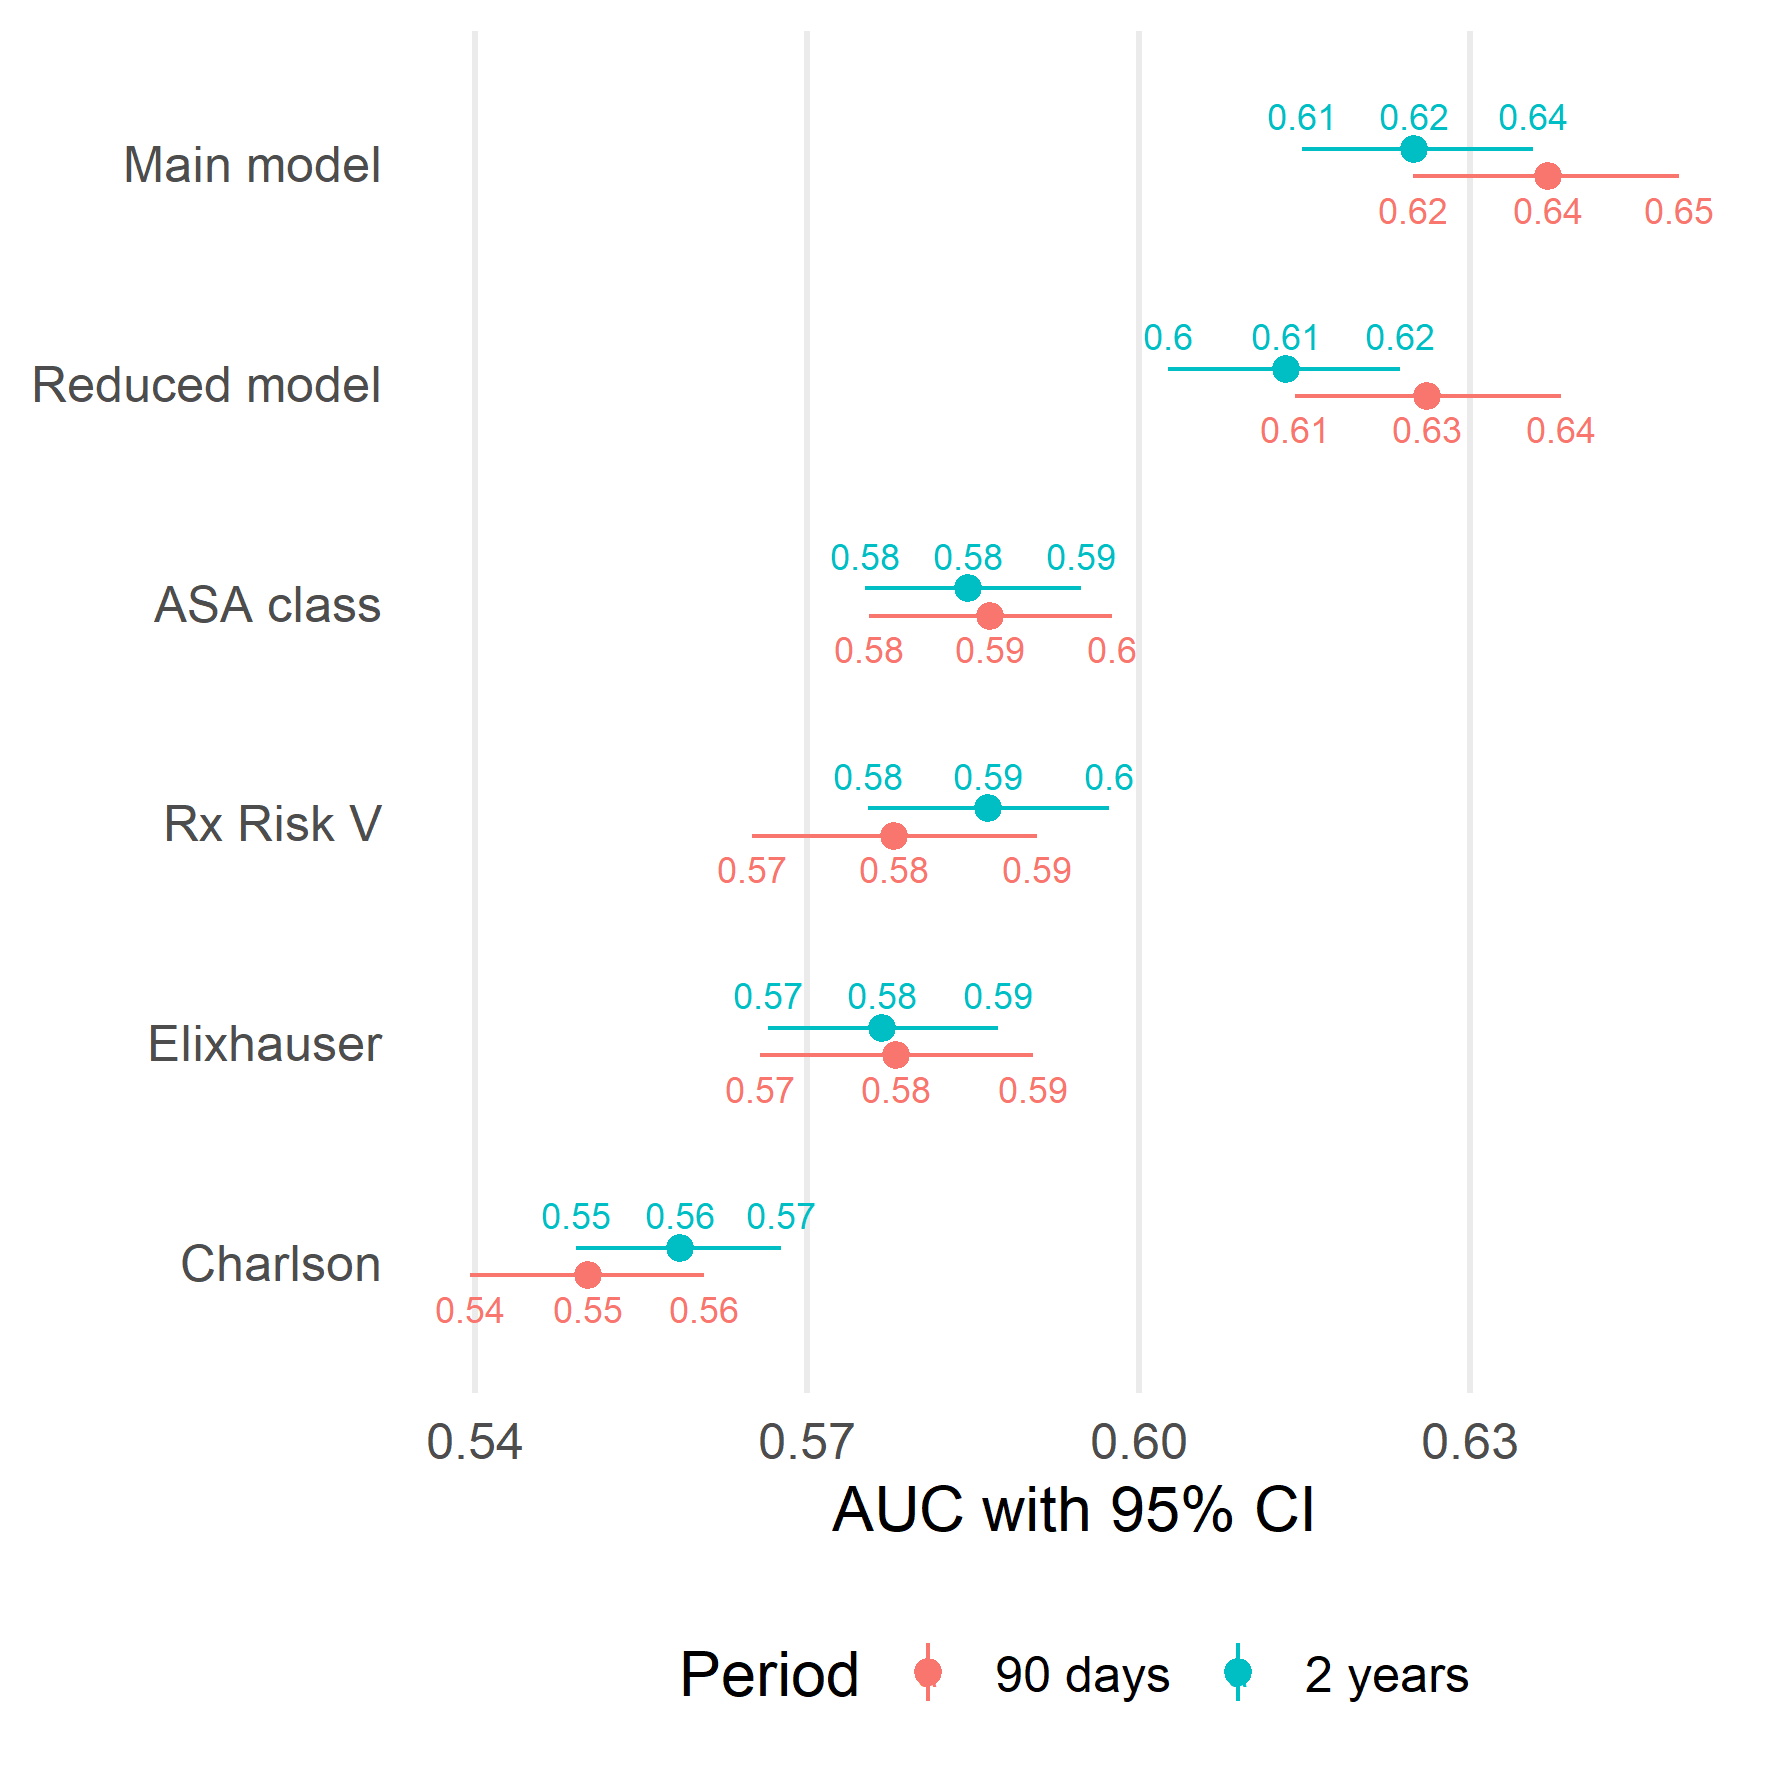 0.61 0.62 0.64
Main model
0.62 0.64 0.65
0.6 0.61 0.62
Reduced model
0.61 0.63 0.64
0.58 0.58 0.59
ASA class
0.58 0.59 0.6
0.58 0.59 0.6
Rx Risk V
0.57 0.58 0.59
0.57 0.58 0.59
Elixhauser
0.57 0.58 0.59
0.55 0.56 0.57
Charlson
0.54 0.55 0.56
0.54 0.57 0.60 0.63
AUC with 95% CI
Period 90 days 2 years